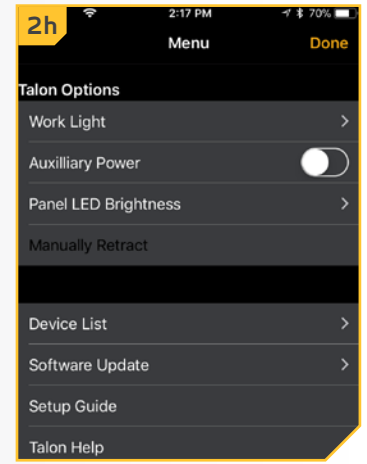 2h
2:17 PM
70%
Menu
Done
Talon Options
Work Light
Auxilliary Power
Panel LED Brightness
Manually Retract
Device List
Software Update
Setup Guide
Talon Help